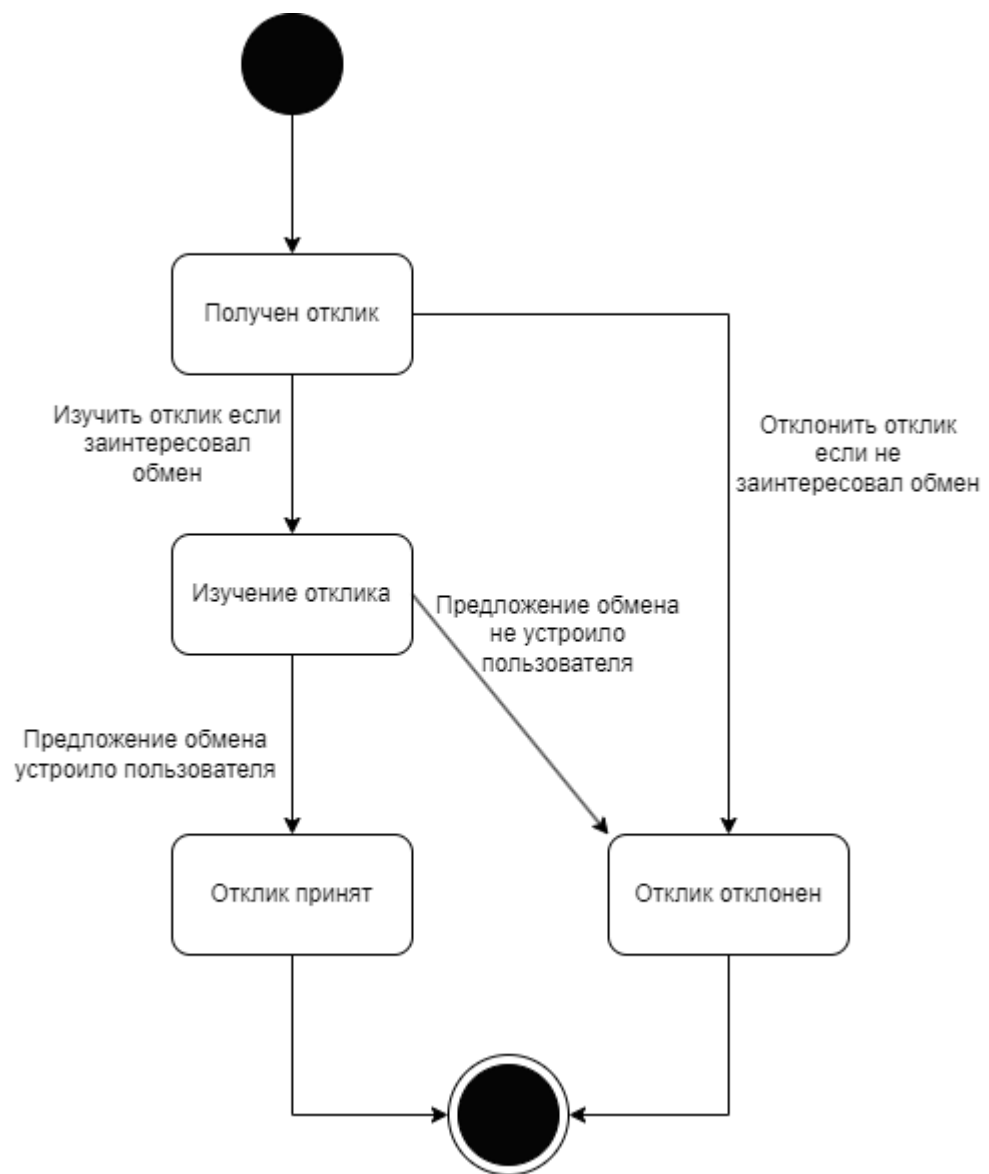 Получен отклик
Изучить отклик если
заинтересовал
обмен
Отклонить отклик
если не
заинтересовал обмен
Изучение отклика
Предложение обмена
не устроило
пользователя
Предложение обмена
устроило пользователя
Отклик принят
Отклик отклонен